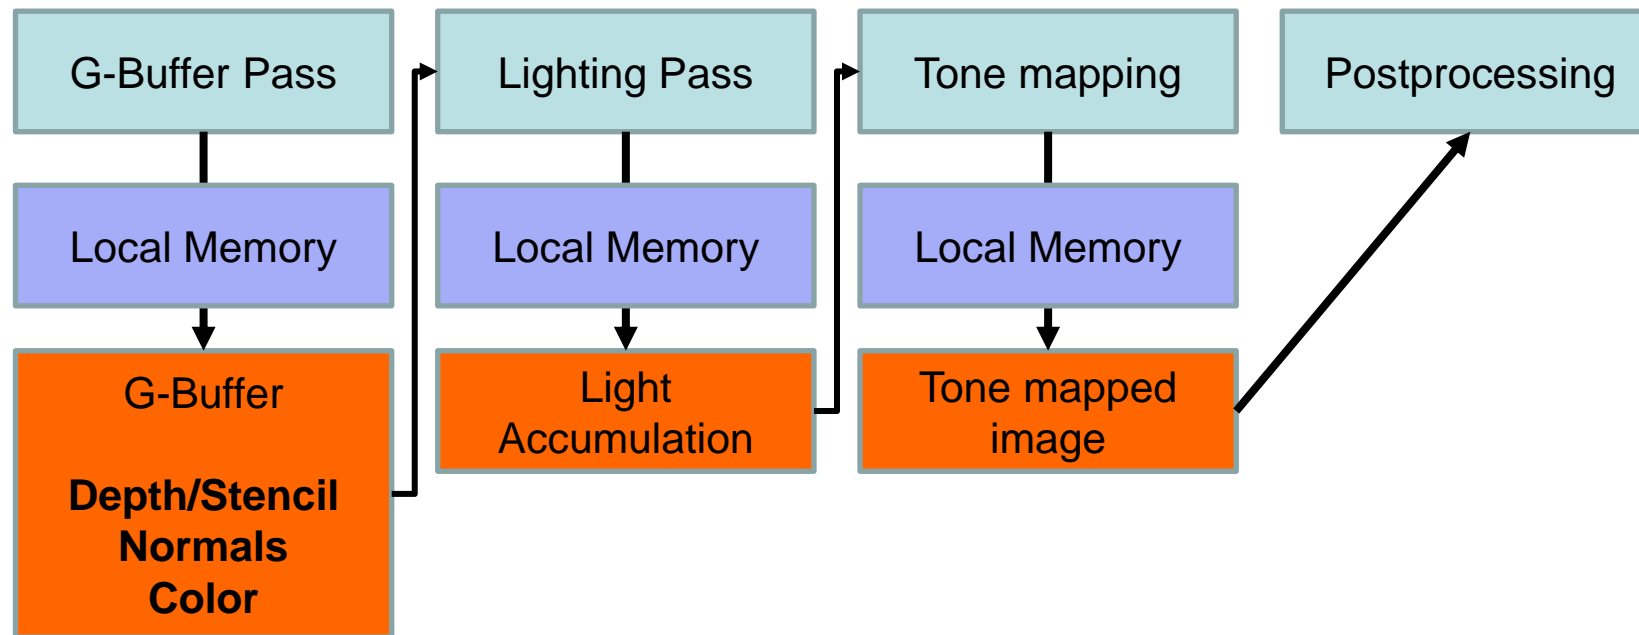 G-Buffer Pass
Lighting Pass
Tone mapping
Postprocessing
Local Memory
Local Memory
Local Memory
G-Buffer
Depth/Stencil
Normals
Color
Light
Accumulation
Tone mapped
image